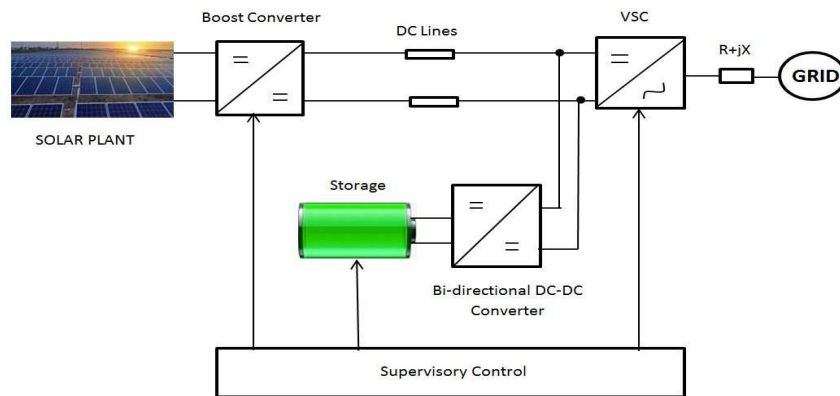 Boost Converter
DC Lines
VSC
R+jX
GRID
SOLAR PLANT
Storage
Bi-directional DC-DC
Converter
Supervisory Control